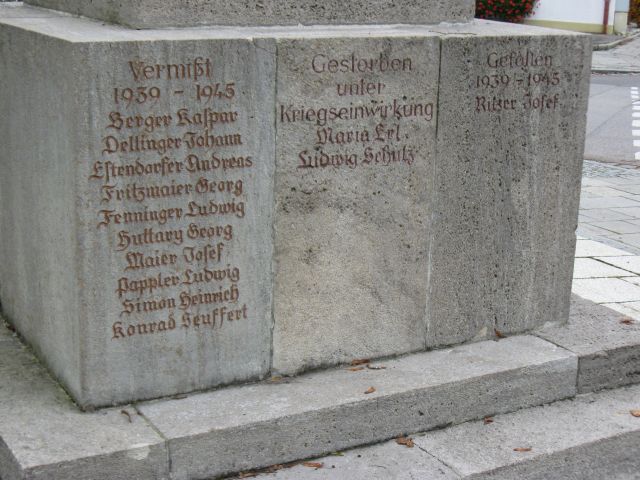 Vermißt
1939 - 1945
Berger Kaspar
Dellinger Johann
Estendorfer Andreas
Fritzmaier Georg
Fenninger Ludwig
Huttary Georg
Maier Josef
Pappler Ludwig
Simon Heinrich
Konrad Seuffert
Gestorben
unter
Kriegseinwirkung
Maria Erl
Ludwig Schulz
Gefallen
1939 - 1945
Ritzer Josef